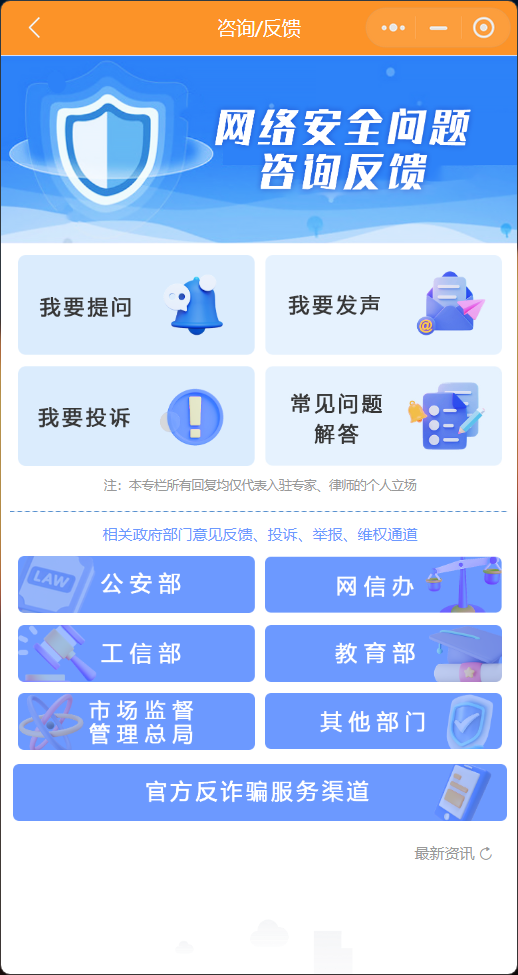 咨询/反馈
网络安全问题
咨询反馈
我要提问
我要发声
@
我要投诉
常见问题
解答
注：本专栏所有回复均仅代表入驻专家、律师的个人立场
相关政府部门意见反馈、投诉、举报、维权通道
LAW
公安部
网信办
工信部
教育部
市场监督
管理总局
其他部门
官方反诈骗服务渠道
最新资讯